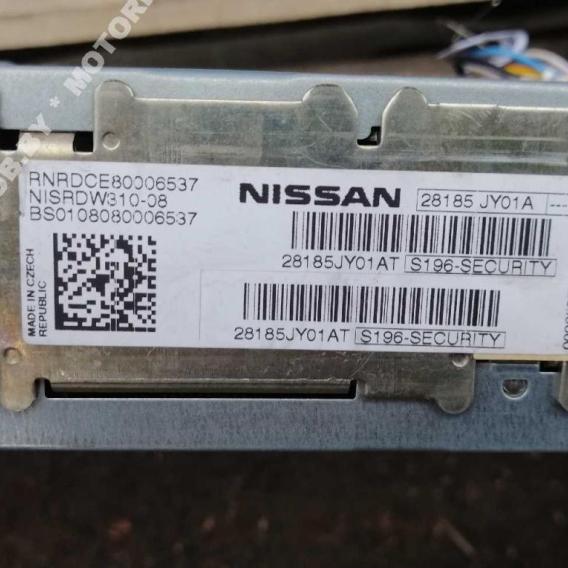 RNRDCE80006537
NISRDW310-08
BS0108080006537
MADE IN CZECH
REPUBLIC
NISSAN
28185 JY01A
28185JY01AT S196-SECURITY
28185JY01AT S196-SECURITY